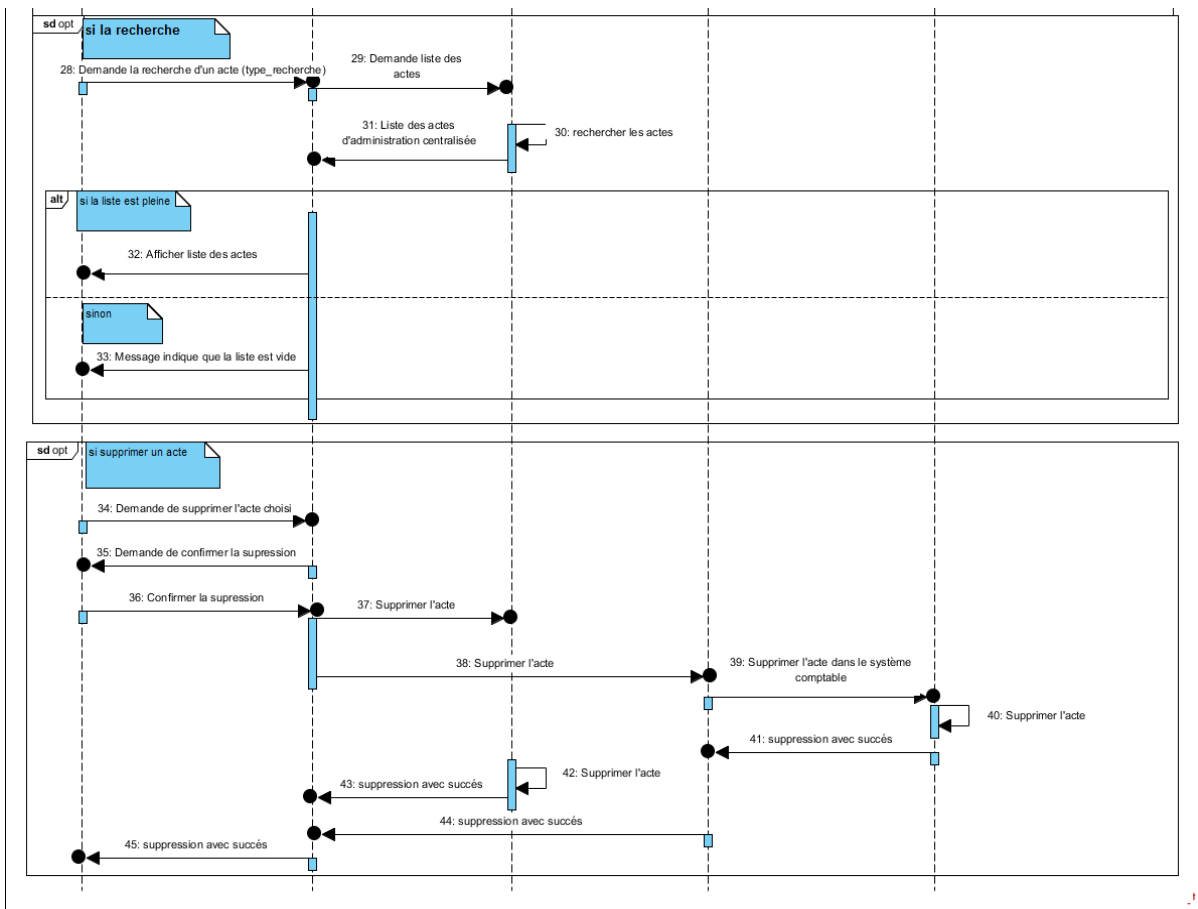 sd opt
si la recherche
28: Demande la recherche d'un acte (type_recherche)
29: Demande liste des
actes
30: rechercher les actes
31: Liste des actes
d'administration centralisée
alt
si la liste est pleine
32: Afficher liste des actes
sinon
33: Message indique que la liste est vide
sd opt
si supprimer un acte
34: Demande de supprimer l'acte choisi
35: Demande de confirmer la supression
36: Confirmer la supression
37: Supprimer l'acte
38: Supprimer l'acte
39: Supprimer l'acte dans le système
comptable
40: Supprimer l'acte
41: suppression avec succés
42: Supprimer l'acte
43: suppression avec succés
44: suppression avec succés
45: suppression avec succés